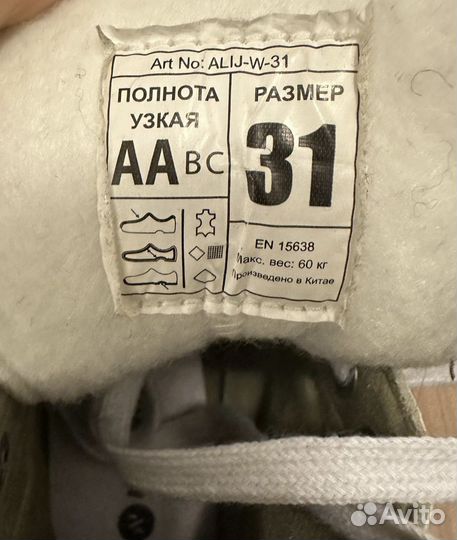 Art No: ALIJ-W-31
ПОЛНОТА
УЗКАЯ
AA BC
РАЗМЕР
31
EN 15638
Макс. вес: 60 кг
Произведено в Китае
Avito